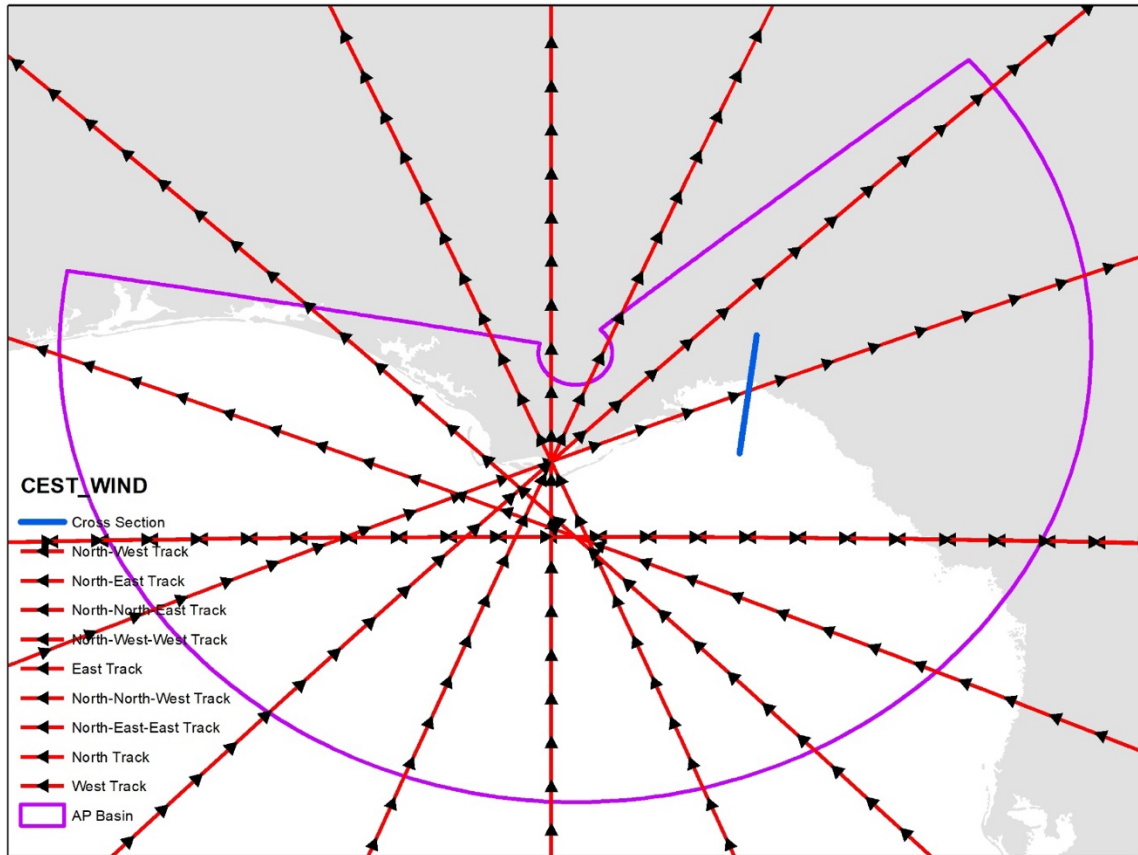 CEST_WIND
Cross Section
North-West Track
North-East Track
North-North-East Track
North-West-West Track
East Track
North-North-West Track
North-East-East Track
North Track
West Track
AP Basin